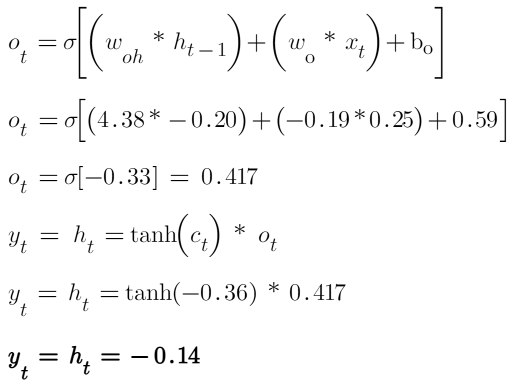 o_t = σ[(w_oh * h_t−1) + (w_o * x_t) + b_o]
o_t = σ[(4.38 * −0.20) + (−0.19 * 0.25) + 0.59]
o_t = σ[−0.33] = 0.417
y_t = h_t = tanh(c_t) * o_t
y_t = h_t = tanh(−0.36) * 0.417
y_t = h_t = −0.14